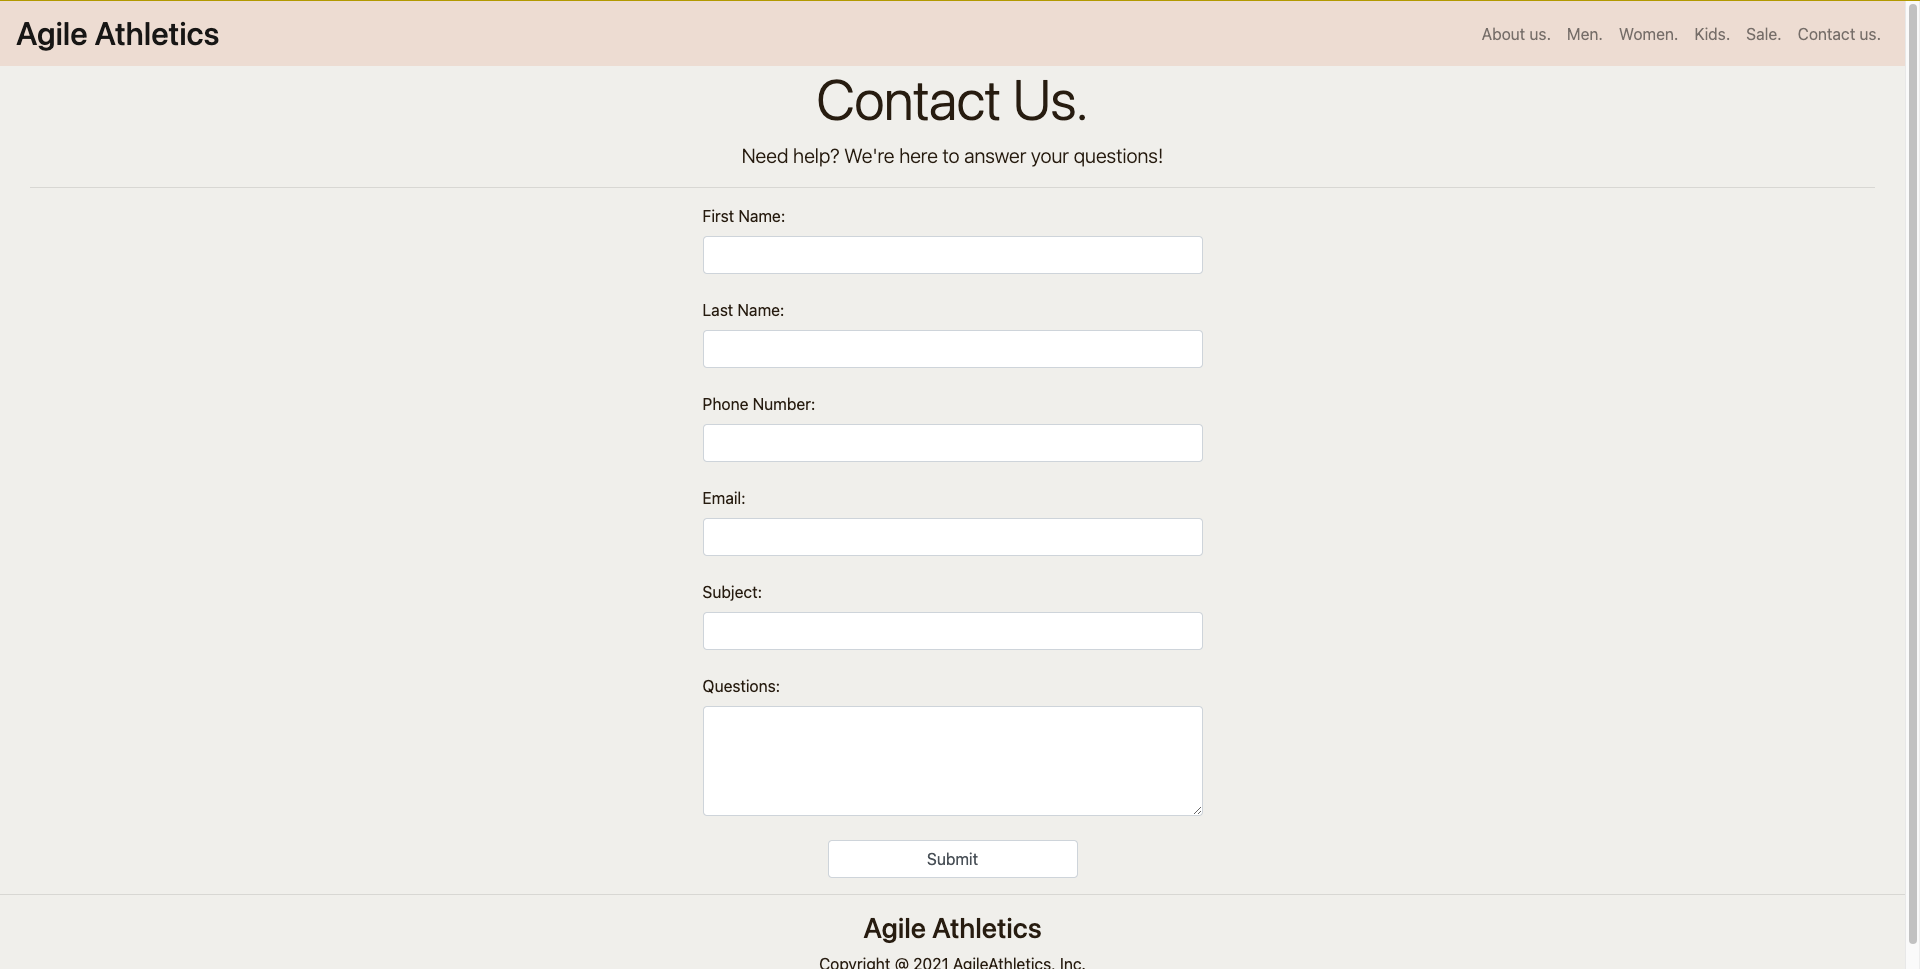 Agile Athletics
About us. Men. Women. Kids. Sale. Contact us.
Contact Us.
Need help? We're here to answer your questions!
First Name:
Last Name:
Phone Number:
Email:
Subject:
Questions:
Submit
Agile Athletics
Copyright @ 2021 AgileAthletics, Inc.